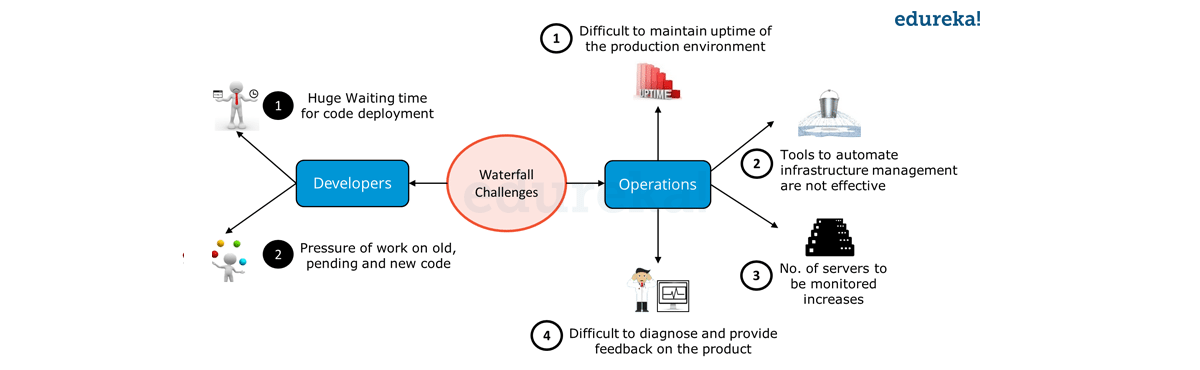 edureka!
1
Difficult to maintain uptime of
the production environment
UPTIME
1
Huge Waiting time
for code deployment
2
Tools to automate
infrastructure management
are not effective
Developers
Waterfall
Challenges
Operations
edureka!
2
Pressure of work on old,
pending and new code
3
No. of servers to
be monitored
increases
4
Difficult to diagnose and provide
feedback on the product